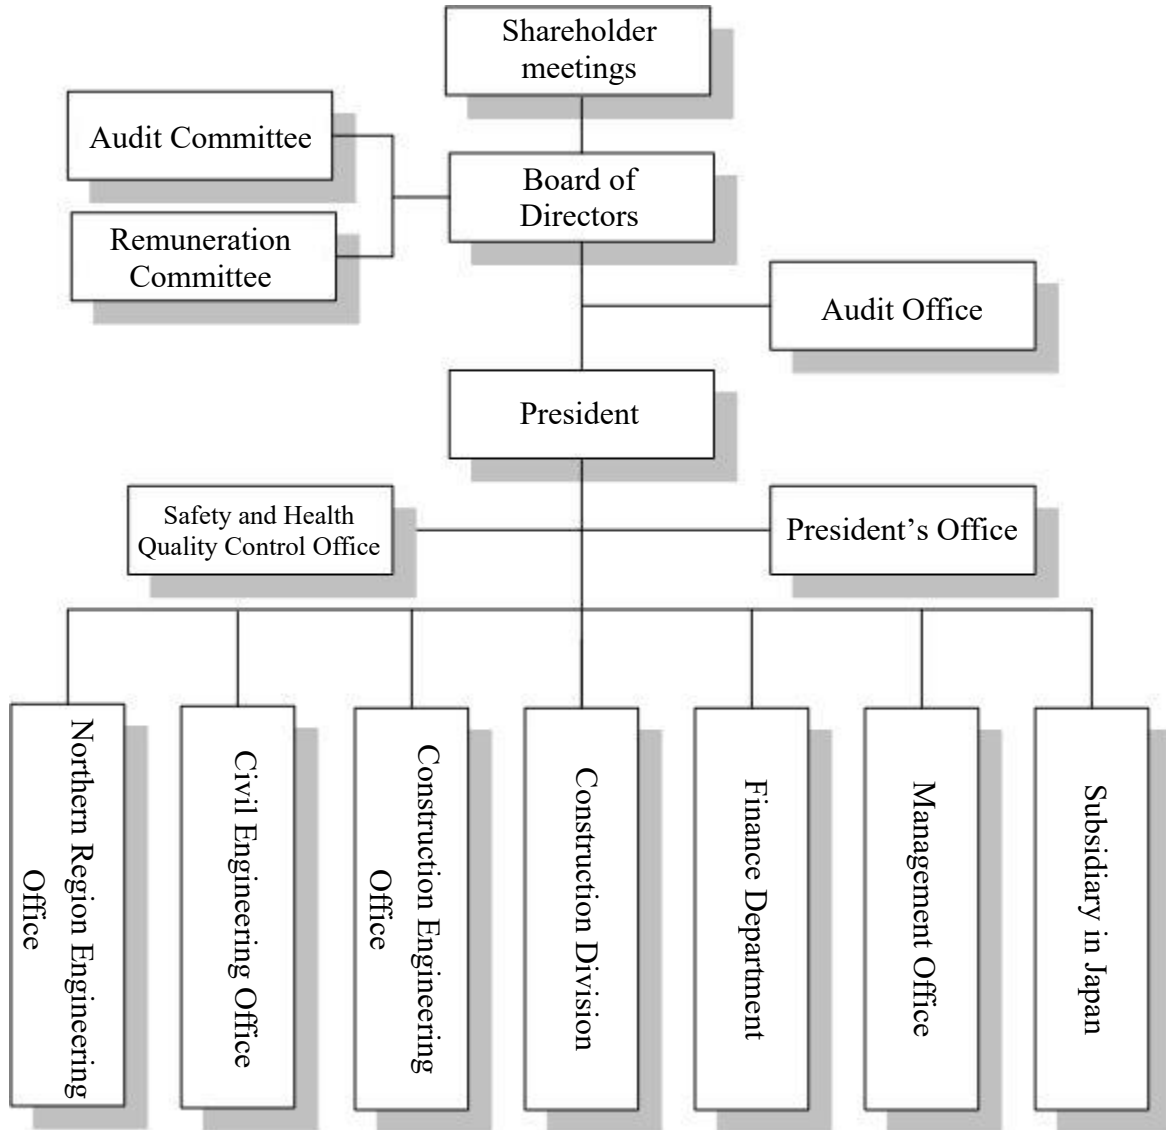 Shareholder
meetings
Audit Committee
Board of
Directors
Remuneration
Committee
Audit Office
President
Safety and Health
Quality Control Office
President’s Office
Northern Region Engineering
Office
Civil Engineering Office
Construction Engineering
Office
Construction Division
Finance Department
Management Office
Subsidiary in Japan